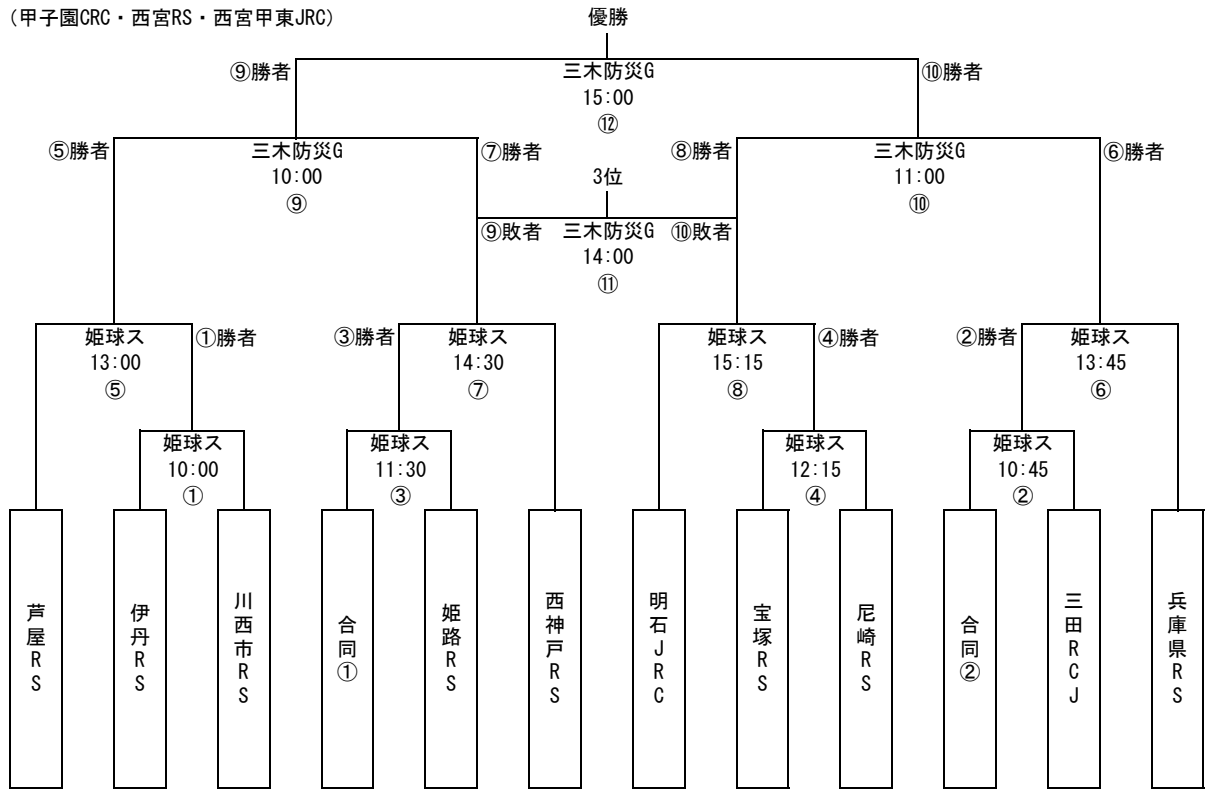 (甲子園CRC・西宮RS・西宮甲東JRC)
優勝
⑨勝者
三木防災G
15:00
⑫
⑩勝者
⑤勝者
三木防災G
10:00
⑨
⑦勝者
⑧勝者
三木防災G
11:00
⑩
⑥勝者
3位
⑨敗者
三木防災G
14:00
⑪
⑩敗者
姫球ス
13:00
⑤
①勝者
③勝者
姫球ス
14:30
⑦
姫球ス
15:15
⑧
④勝者
②勝者
姫球ス
13:45
⑥
姫球ス
10:00
①
姫球ス
11:30
③
姫球ス
12:15
④
姫球ス
10:45
②
芦屋RS
伊丹RS
川西市RS
合同①
姫路RS
西神戸RS
明石JRC
宝塚RS
尼崎RS
合同②
三田RCJ
兵庫県RS